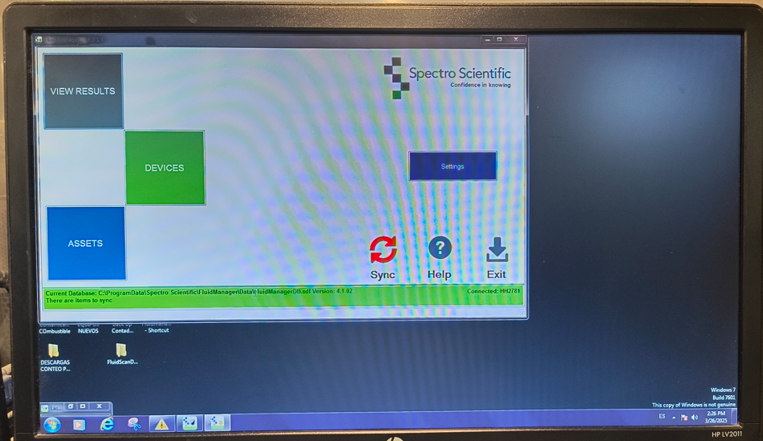 VIEW RESULTS
Spectro Scientific
Confidence in knowing
DEVICES
Settings
ASSETS
Sync
Help
Exit
Current Database: C:\ProgramData\Spectro Scientific\FluidManager\Data\FluidManagerDB.sdf Version: 4.1.02
Connected: HH2781
There are items to sync
COmbustible
NUEVOS
Contad...
- Shortcut
DESCARGAS
CONTEO P...
FluidScanD...
Windows 7
Build 7601
This copy of Windows is not genuine
ES
2:26 PM
5/26/2025
HP LV2011